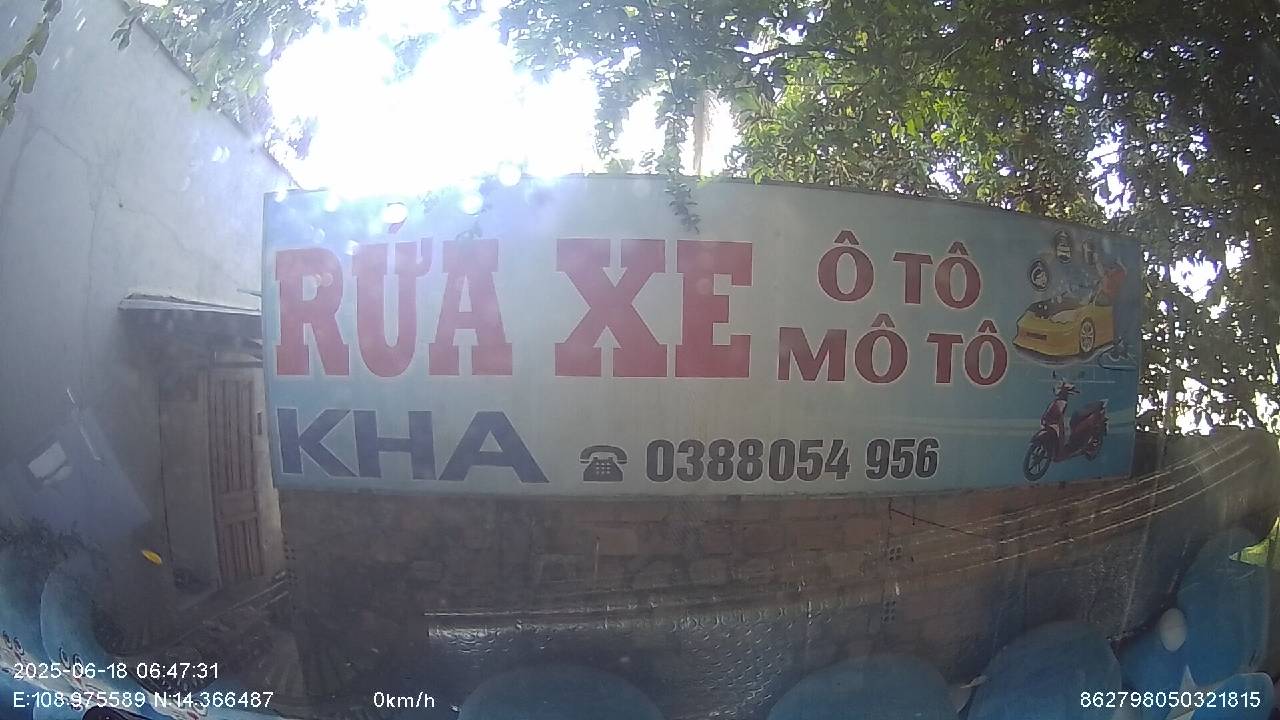 RỬA XE
Ô TÔ
MÔ TÔ
KHA
0388054 956
2025-06-18 06:47:31
E:108.975589 N:14.366487
0km/h
862798050321815